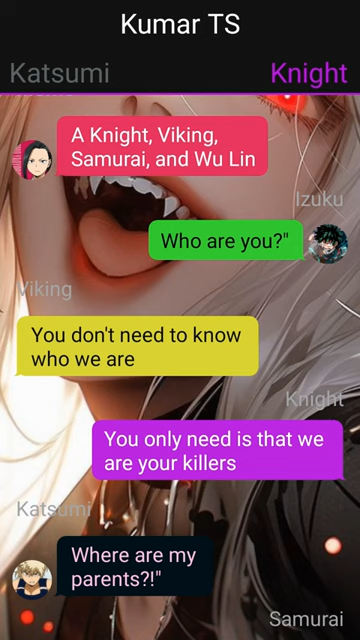 Kumar TS
Katsumi
Knight
A Knight, Viking,
Samurai, and Wu Lin
Izuku
Who are you?"
Viking
You don't need to know
who we are
Knight
You only need is that we
are your killers
Katsumi
Where are my
parents?!"
Samurai